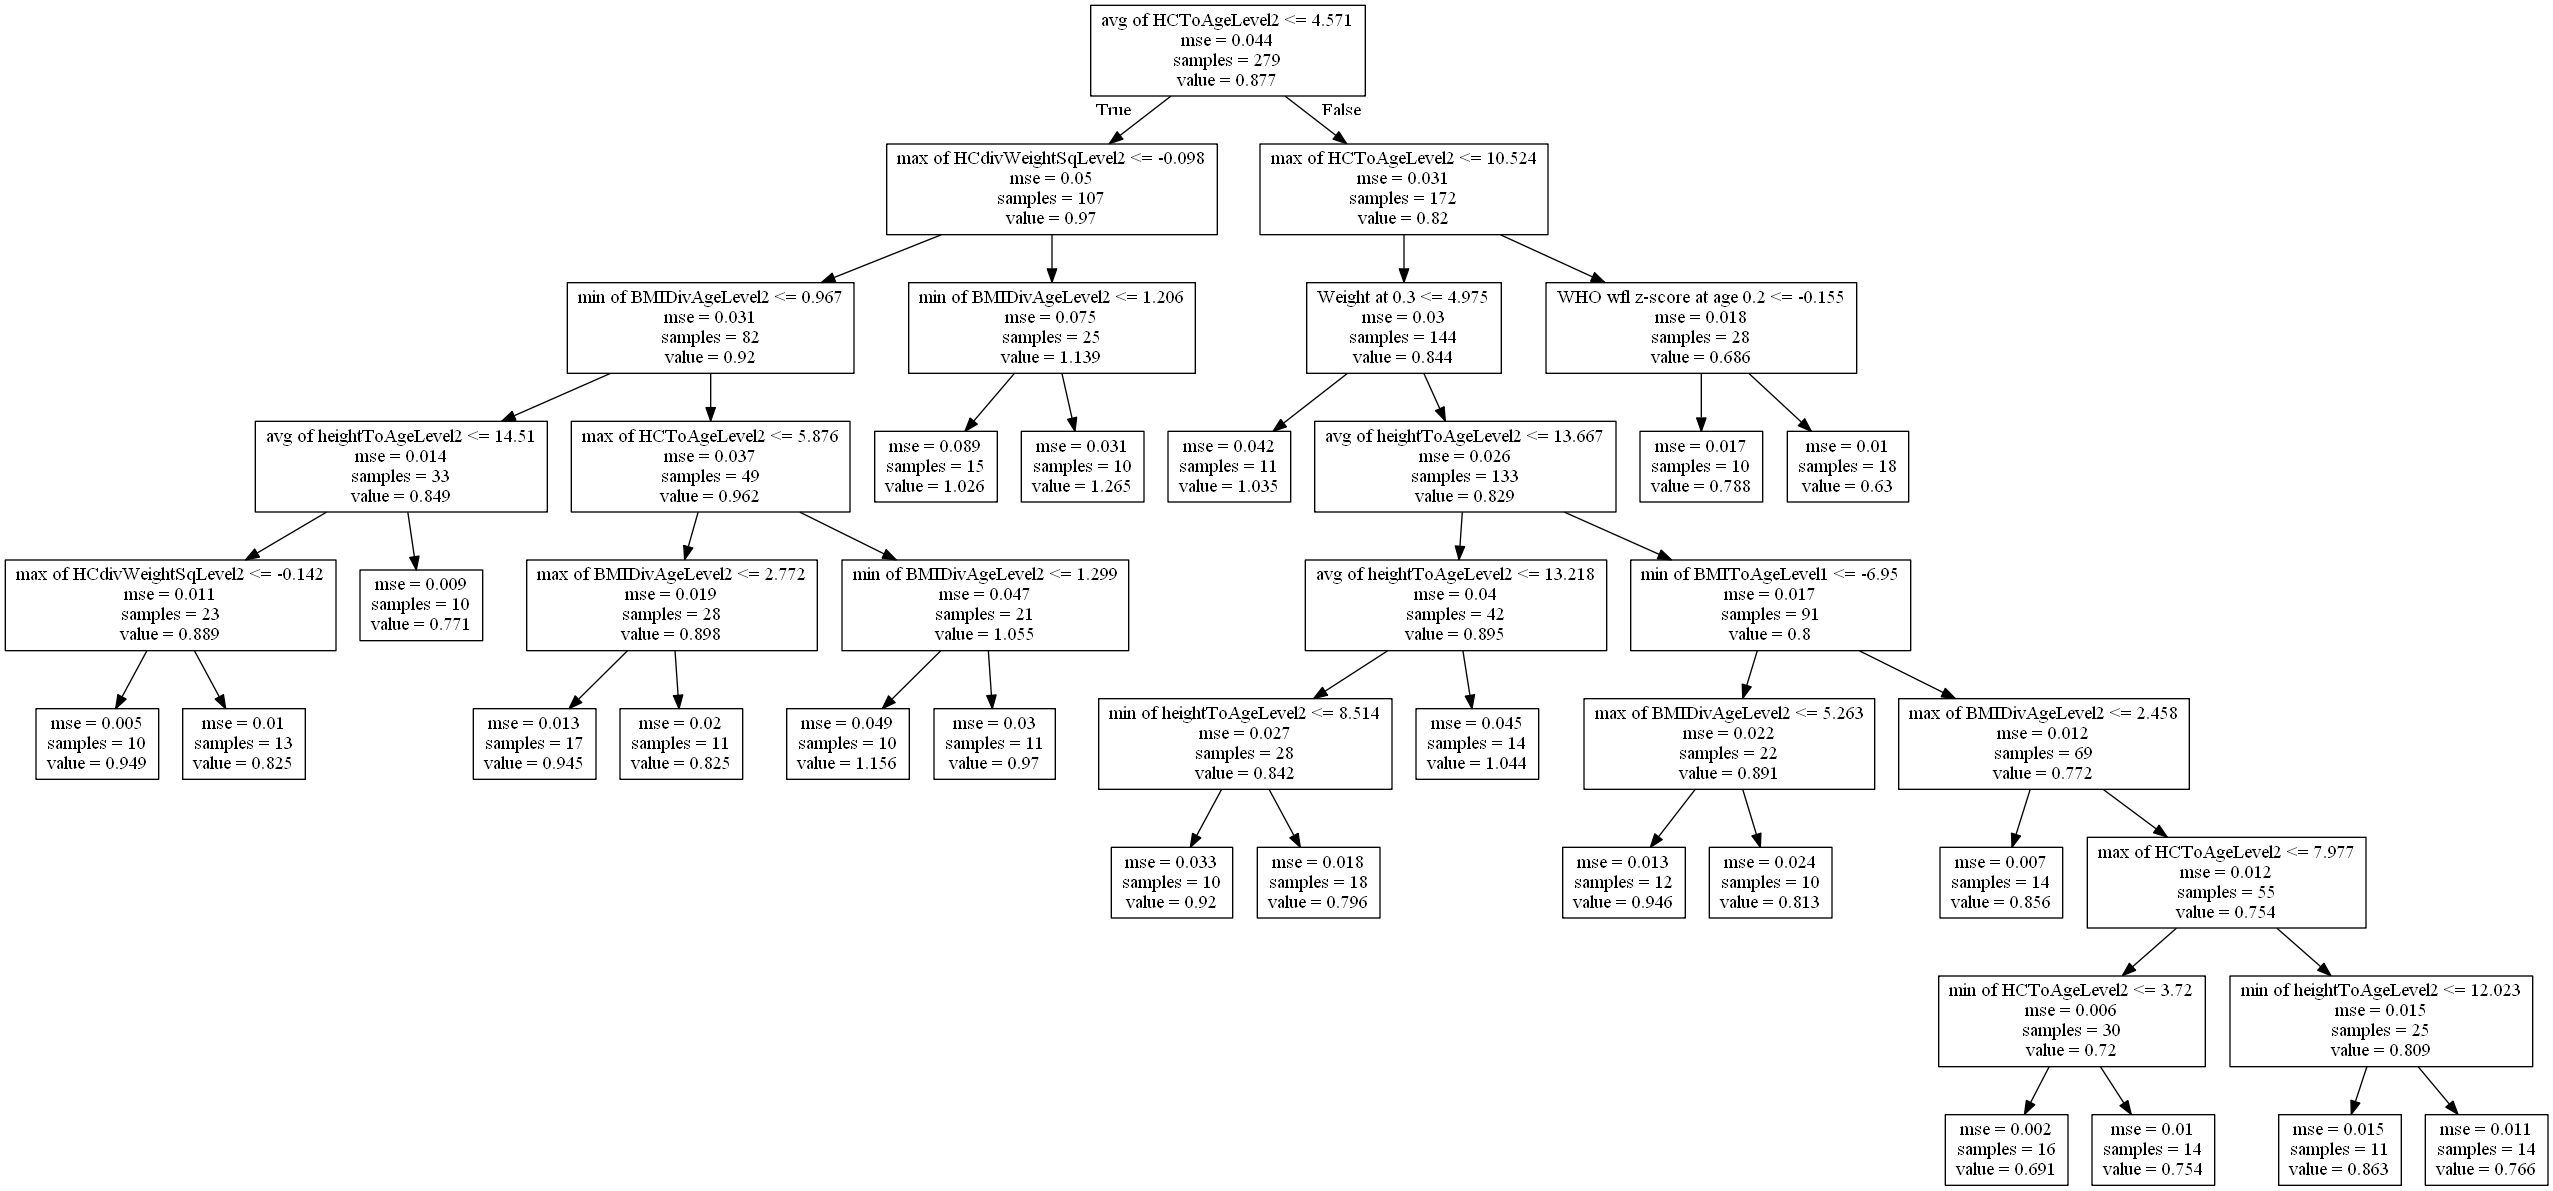 avg of HCToAgeLevel2 <= 4.571
mse = 0.044
samples = 279
value = 0.877
True
False
max of HCdivWeightSqLevel2 <= -0.098
mse = 0.05
samples = 107
value = 0.97
max of HCToAgeLevel2 <= 10.524
mse = 0.031
samples = 172
value = 0.82
min of BMIDivAgeLevel2 <= 0.967
mse = 0.031
samples = 82
value = 0.92
min of BMIDivAgeLevel2 <= 1.206
mse = 0.075
samples = 25
value = 1.139
Weight at 0.3 <= 4.975
mse = 0.03
samples = 144
value = 0.844
WHO wfl z-score at age 0.2 <= -0.155
mse = 0.018
samples = 28
value = 0.686
avg of heightToAgeLevel2 <= 14.51
mse = 0.014
samples = 33
value = 0.849
max of HCToAgeLevel2 <= 5.876
mse = 0.037
samples = 49
value = 0.962
mse = 0.089
samples = 15
value = 1.026
mse = 0.031
samples = 10
value = 1.265
mse = 0.042
samples = 11
value = 1.035
avg of heightToAgeLevel2 <= 13.667
mse = 0.026
samples = 133
value = 0.829
mse = 0.017
samples = 10
value = 0.788
mse = 0.01
samples = 18
value = 0.63
max of HCdivWeightSqLevel2 <= -0.142
mse = 0.011
samples = 23
value = 0.889
mse = 0.009
samples = 10
value = 0.771
max of BMIDivAgeLevel2 <= 2.772
mse = 0.019
samples = 28
value = 0.898
min of BMIDivAgeLevel2 <= 1.299
mse = 0.047
samples = 21
value = 1.055
avg of heightToAgeLevel2 <= 13.218
mse = 0.04
samples = 42
value = 0.895
min of BMIToAgeLevel1 <= -6.95
mse = 0.017
samples = 91
value = 0.8
mse = 0.005
samples = 10
value = 0.949
mse = 0.01
samples = 13
value = 0.825
mse = 0.013
samples = 17
value = 0.945
mse = 0.02
samples = 11
value = 0.825
mse = 0.049
samples = 10
value = 1.156
mse = 0.03
samples = 11
value = 0.97
min of heightToAgeLevel2 <= 8.514
mse = 0.027
samples = 28
value = 0.842
mse = 0.045
samples = 14
value = 1.044
max of BMIDivAgeLevel2 <= 5.263
mse = 0.022
samples = 22
value = 0.891
max of BMIDivAgeLevel2 <= 2.458
mse = 0.012
samples = 69
value = 0.772
mse = 0.033
samples = 10
value = 0.92
mse = 0.018
samples = 18
value = 0.796
mse = 0.013
samples = 12
value = 0.946
mse = 0.024
samples = 10
value = 0.813
mse = 0.007
samples = 14
value = 0.856
max of HCToAgeLevel2 <= 7.977
mse = 0.012
samples = 55
value = 0.754
min of HCToAgeLevel2 <= 3.72
mse = 0.006
samples = 30
value = 0.72
min of heightToAgeLevel2 <= 12.023
mse = 0.015
samples = 25
value = 0.809
mse = 0.002
samples = 16
value = 0.691
mse = 0.01
samples = 14
value = 0.754
mse = 0.015
samples = 11
value = 0.863
mse = 0.011
samples = 14
value = 0.766